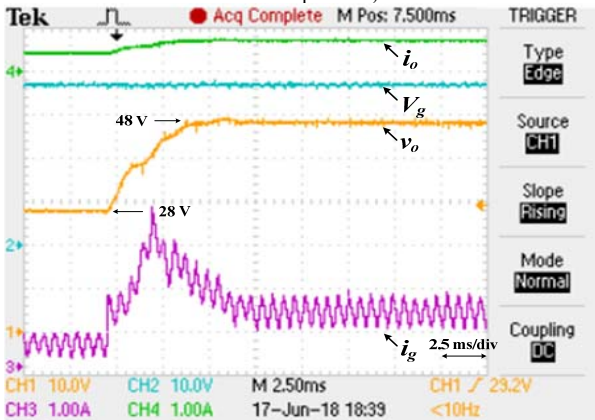 Tek Acq Complete M Pos: 7.500ms TRIGGER
Type
Edge
Source
CH1
Slope
Rising
Mode
Normal
Coupling
DC
4
i_o
V_g
48 V
v_o
28 V
2
1
3
i_g
2.5 ms/div
CH1 10.0V CH2 10.0V M 2.50ms CH1 / 23.2V
CH3 1.00A CH4 1.00A 17-Jun-18 18:39 <10Hz